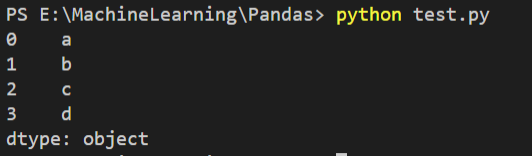 PS E:\MachineLearning\Pandas> python test.py
0    a
1    b
2    c
3    d
dtype: object